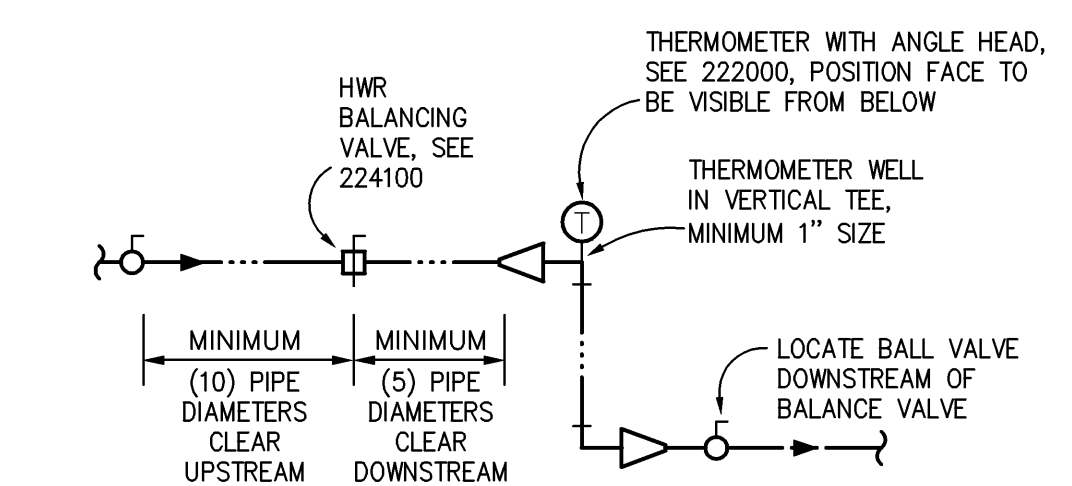 THERMOMETER WITH ANGLE HEAD,
SEE 222000, POSITION FACE TO
BE VISIBLE FROM BELOW
HWR
BALANCING
VALVE, SEE
224100
THERMOMETER WELL
IN VERTICAL TEE,
MINIMUM 1" SIZE
T
MINIMUM
(10) PIPE
DIAMETERS
CLEAR
UPSTREAM
MINIMUM
(5) PIPE
DIAMETERS
CLEAR
DOWNSTREAM
LOCATE BALL VALVE
DOWNSTREAM OF
BALANCE VALVE